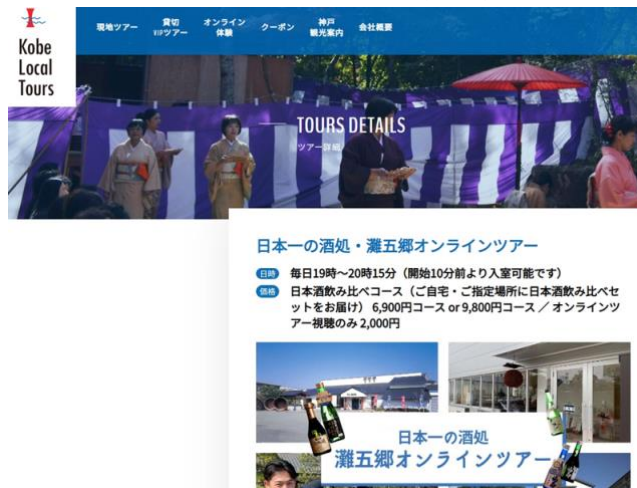 Kobe
Local
Tours
現地ツアー
貸切
VIPツアー
オンライン
体験
クーポン
神戸
観光案内
会社概要
TOURS DETAILS
ツアー詳細
日本一の酒処・灘五郷オンラインツアー
日時 毎日19時〜20時15分（開始10分前より入室可能です）
価格 日本酒飲み比べコース（ご自宅・ご指定場所に日本酒飲み比べセ
ットをお届け） 6,900円コース or 9,800円コース ／ オンラインツ
アー視聴のみ 2,000円
日本一の酒処
灘五郷オンラインツアー